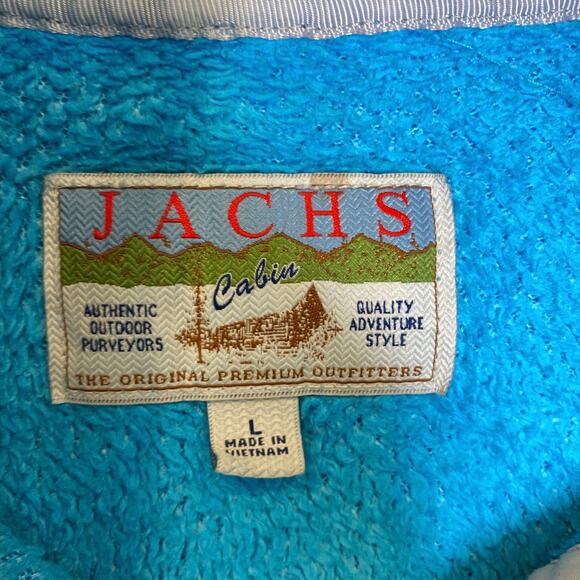 JACHS
Cabin
AUTHENTIC
OUTDOOR
PURVEYORS
QUALITY
ADVENTURE
STYLE
THE ORIGINAL PREMIUM OUTFITTERS
L
MADE IN
VIETNAM